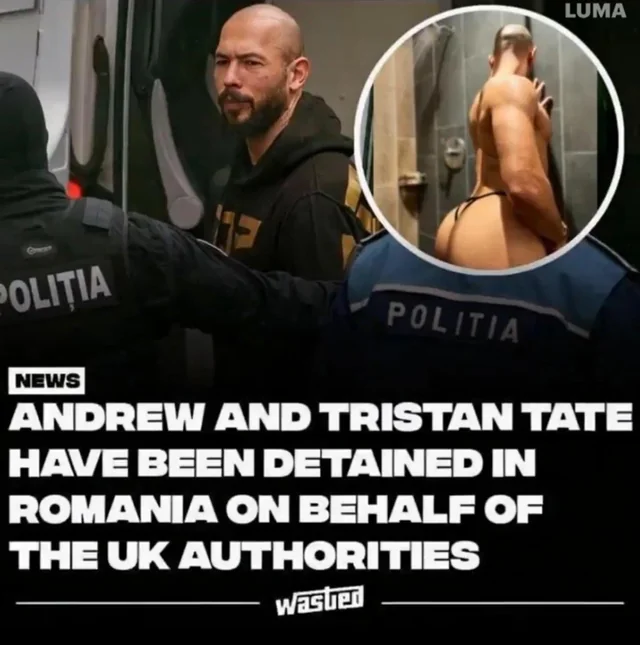 LUMA
POLIȚIA
POLITIA
NEWS
ANDREW AND TRISTAN TATE
HAVE BEEN DETAINED IN
ROMANIA ON BEHALF OF
THE UK AUTHORITIES
Wasted